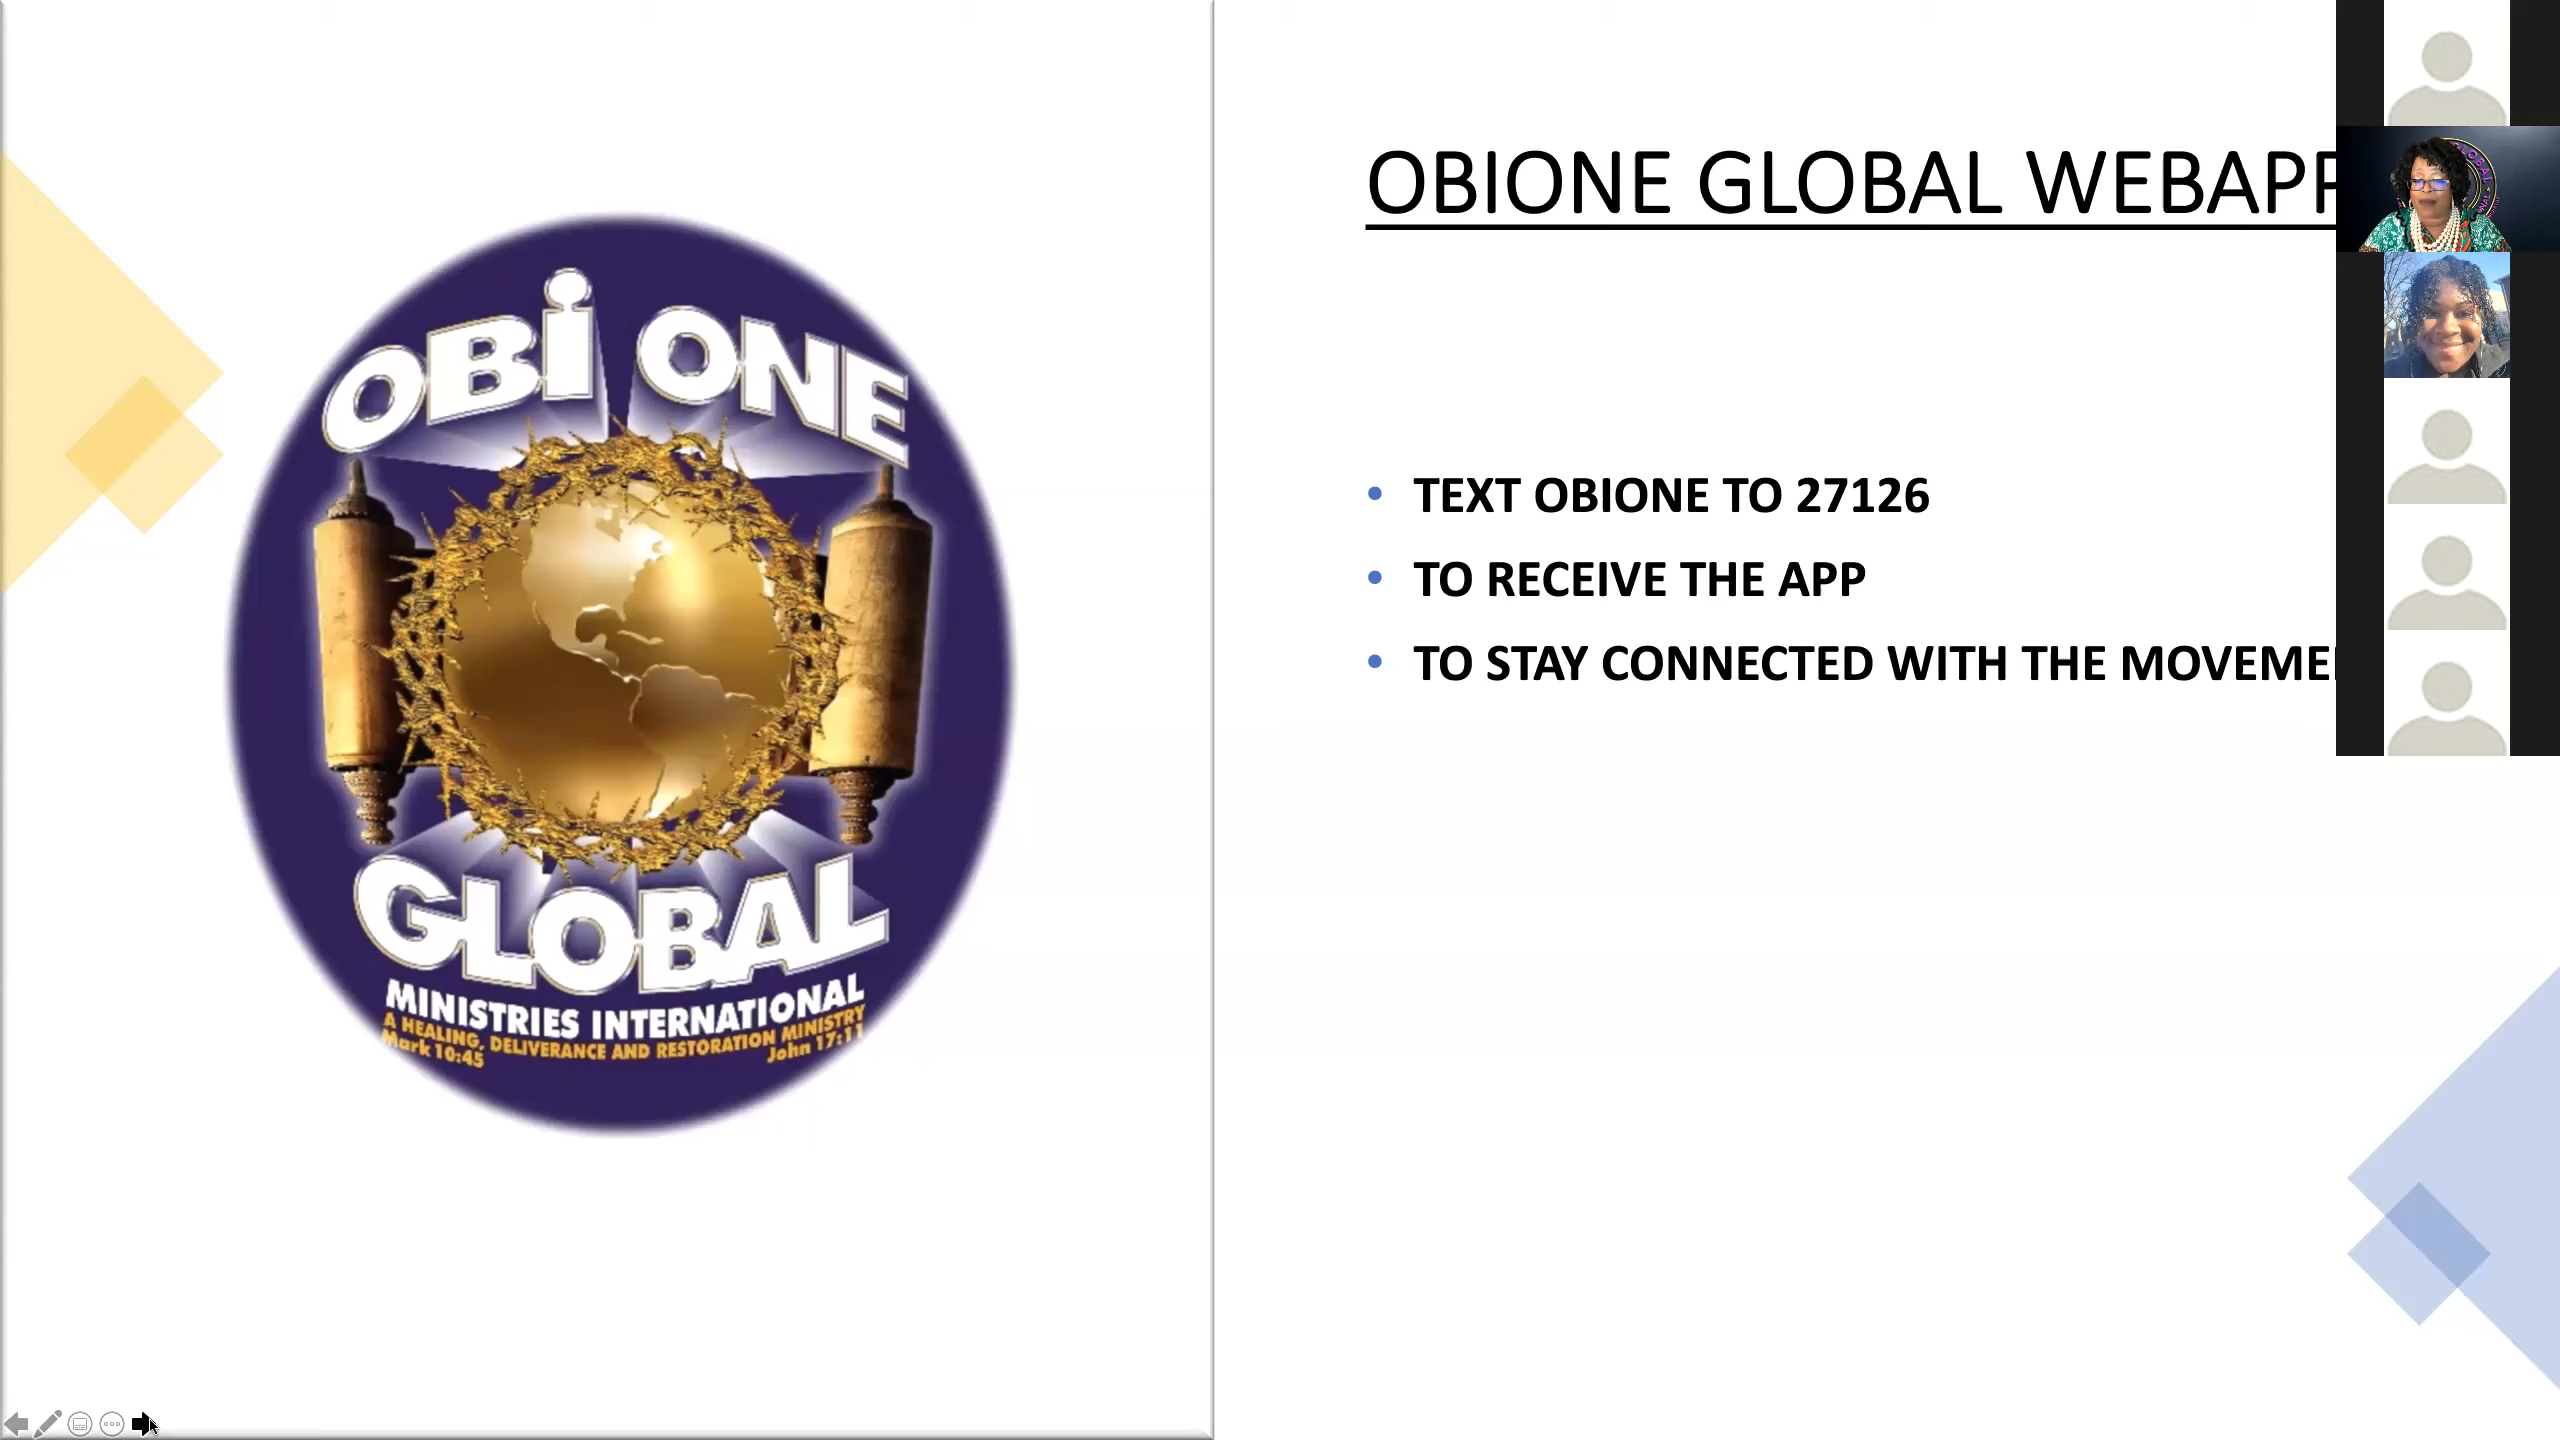 OBi ONE
GLOBAL
MINISTRIES INTERNATIONAL
A HEALING, DELIVERANCE AND RESTORATION MINISTRY
Mark 10:45
John 17:11
OBIONE GLOBAL WEBAPP
GLOBAL
• TEXT OBIONE TO 27126
• TO RECEIVE THE APP
• TO STAY CONNECTED WITH THE MOVEME